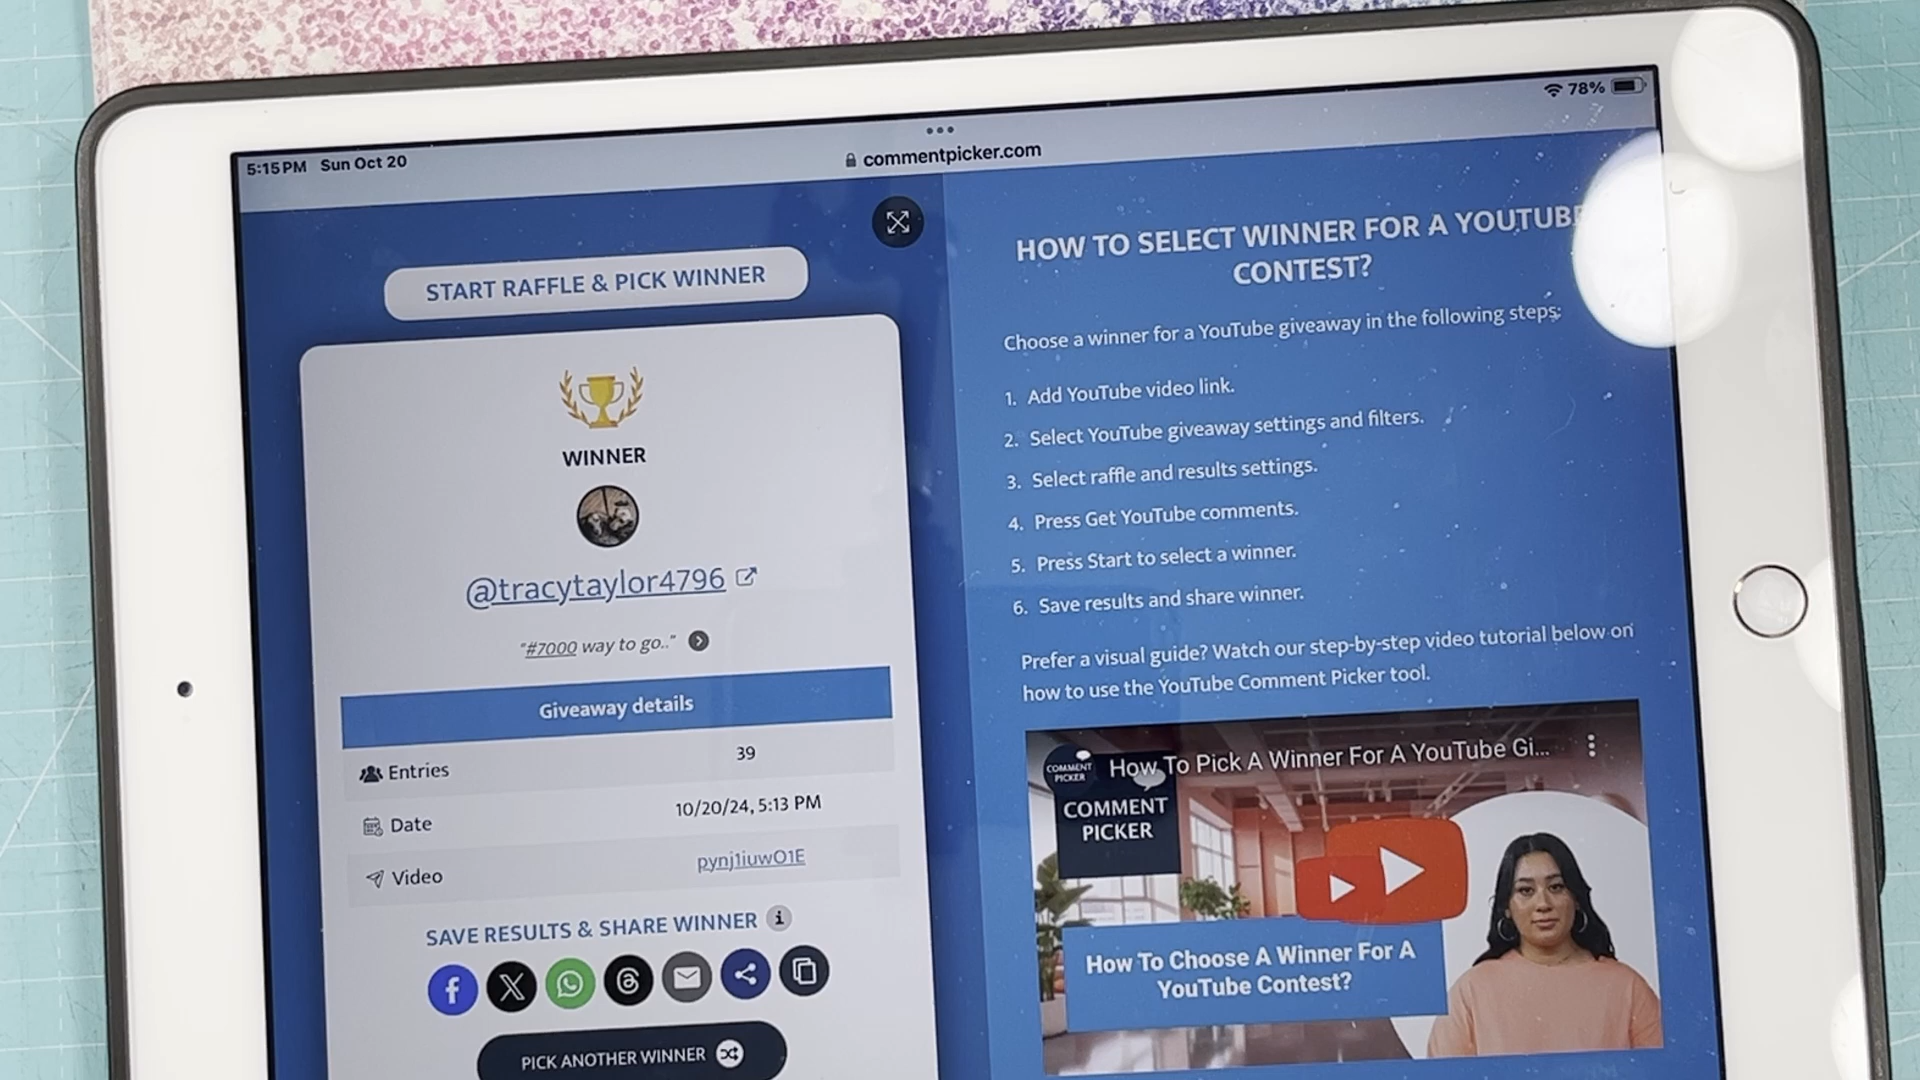 5:15 PM Sun Oct 20
78%
commentpicker.com
START RAFFLE & PICK WINNER
WINNER
@tracytaylor4796
"#7000 way to go.."
Giveaway details
Entries 39
Date 10/20/24, 5:13 PM
Video pynj1iuwO1E
SAVE RESULTS & SHARE WINNER
PICK ANOTHER WINNER
HOW TO SELECT WINNER FOR A YOUTUBE
CONTEST?
Choose a winner for a YouTube giveaway in the following steps:
1. Add YouTube video link.
2. Select YouTube giveaway settings and filters.
3. Select raffle and results settings.
4. Press Get YouTube comments.
5. Press Start to select a winner.
6. Save results and share winner.
Prefer a visual guide? Watch our step-by-step video tutorial below on
how to use the YouTube Comment Picker tool.
COMMENT
PICKER
How To Pick A Winner For A YouTube Gi...
COMMENT
PICKER
How To Choose A Winner For A
YouTube Contest?